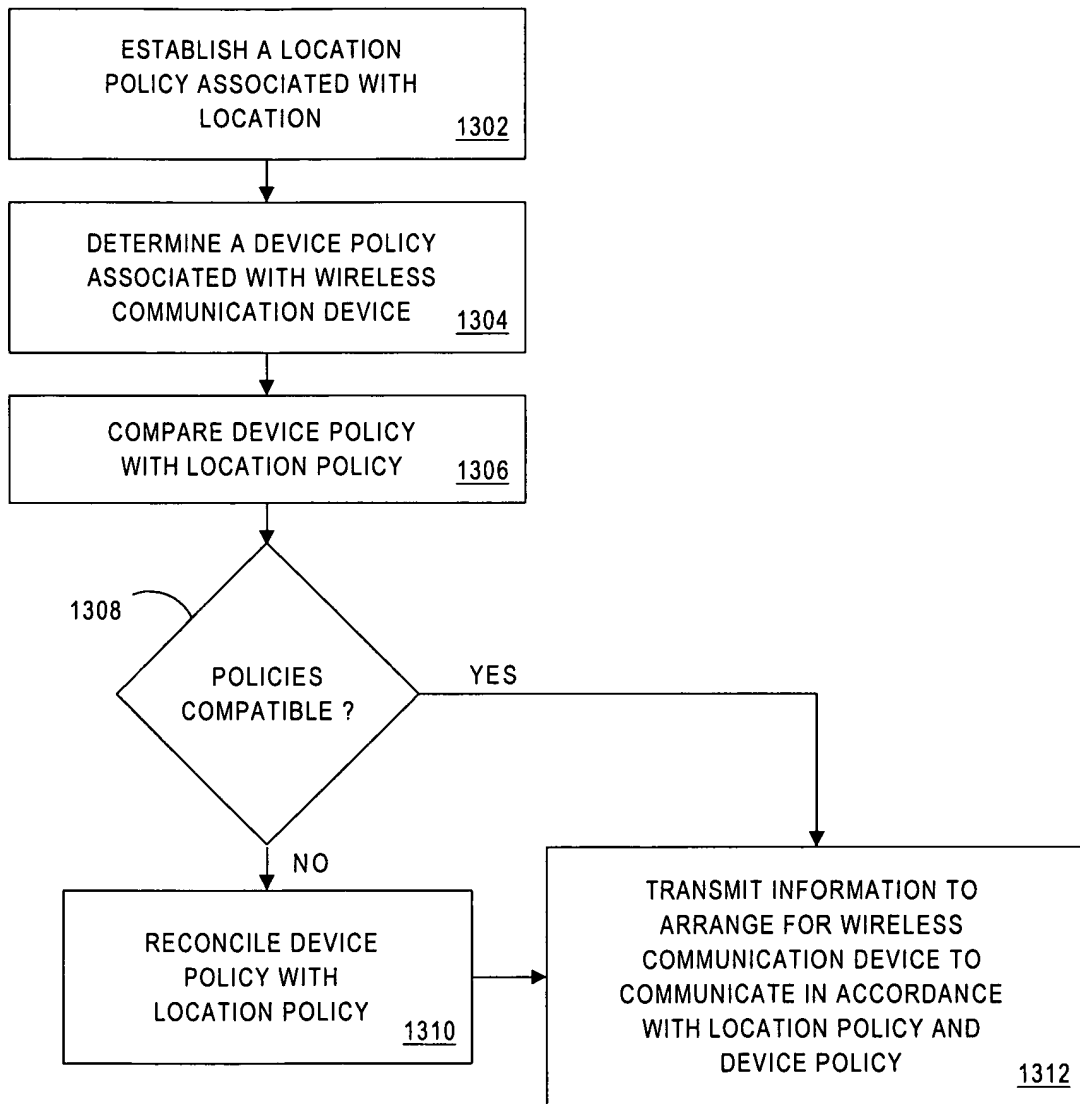 ESTABLISH A LOCATION
POLICY ASSOCIATED WITH
LOCATION
1302
DETERMINE A DEVICE POLICY
ASSOCIATED WITH WIRELESS
COMMUNICATION DEVICE
1304
COMPARE DEVICE POLICY
WITH LOCATION POLICY
1306
1308
POLICIES
COMPATIBLE ?
YES
NO
RECONCILE DEVICE
POLICY WITH
LOCATION POLICY
1310
TRANSMIT INFORMATION TO
ARRANGE FOR WIRELESS
COMMUNICATION DEVICE TO
COMMUNICATE IN ACCORDANCE
WITH LOCATION POLICY AND
DEVICE POLICY
1312